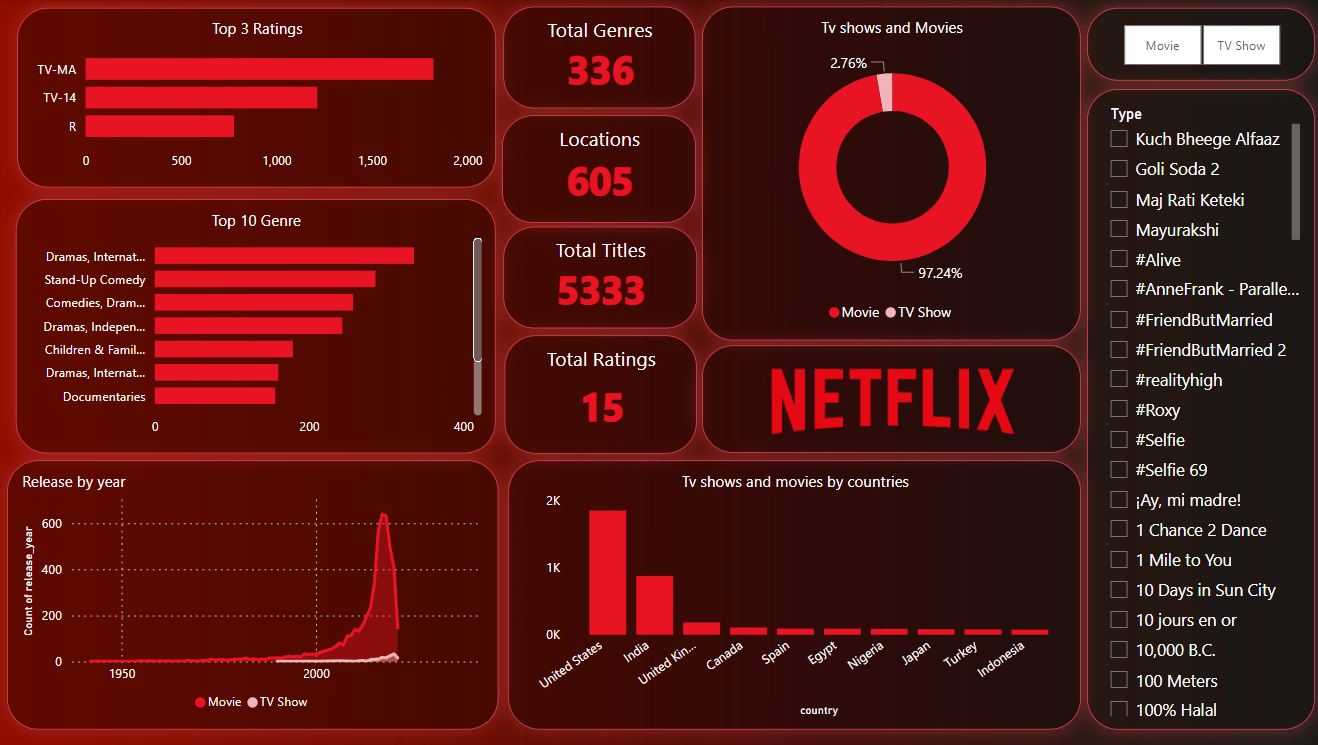 Top 3 Ratings
TV-MA
TV-14
R
0 500 1,000 1,500 2,000
Top 10 Genre
Dramas, Internat...
Stand-Up Comedy
Comedies, Dram...
Dramas, Indepen...
Children & Famil...
Dramas, Internat...
Documentaries
0 200 400
Release by year
Count of release_year
600
400
200
0
1950 2000
Movie TV Show
Total Genres
336
Locations
605
Total Titles
5333
Total Ratings
15
Tv shows and Movies
2.76%
97.24%
Movie TV Show
NETFLIX
Tv shows and movies by countries
2K
1K
0K
United States India United Kin... Canada Spain Egypt Nigeria Japan Turkey Indonesia
country
Movie TV Show
Type
Kuch Bheege Alfaaz
Goli Soda 2
Maj Rati Keteki
Mayurakshi
#Alive
#AnneFrank - Paralle...
#FriendButMarried
#FriendButMarried 2
#realityhigh
#Roxy
#Selfie
#Selfie 69
¡Ay, mi madre!
1 Chance 2 Dance
1 Mile to You
10 Days in Sun City
10 jours en or
10,000 B.C.
100 Meters
100% Halal